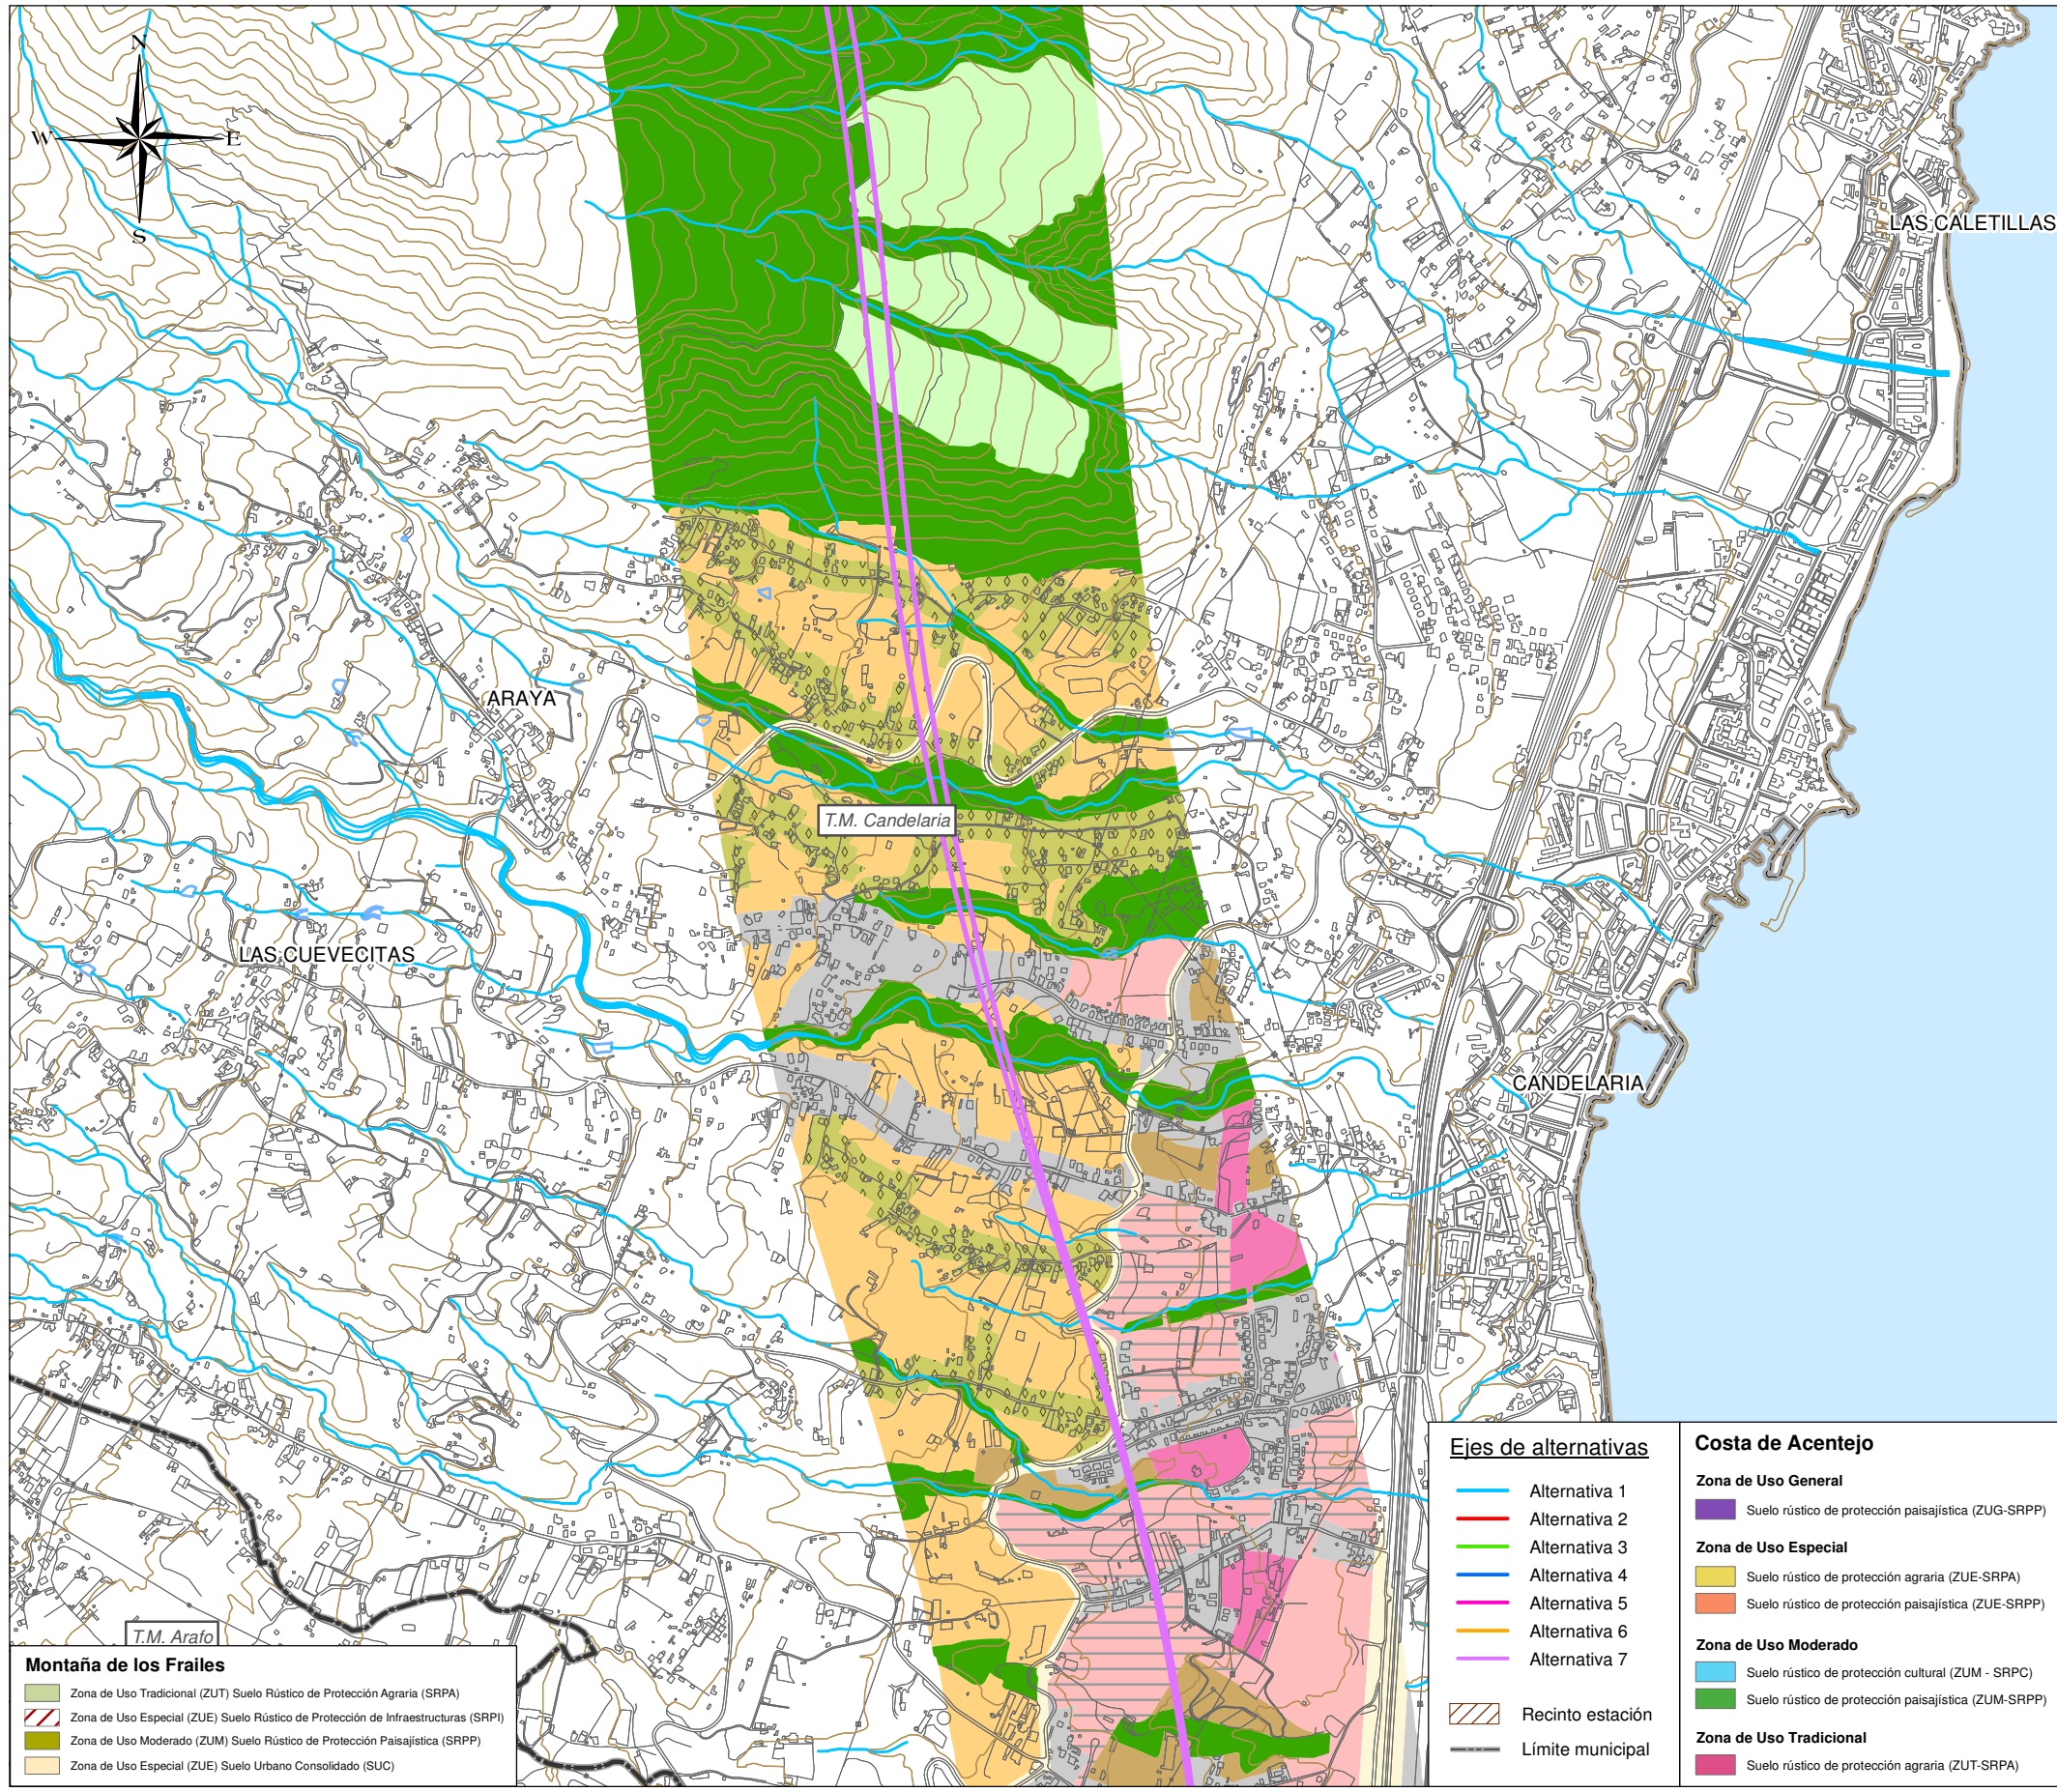 N
W
E
S
LAS CALETILLAS
ARAYA
T.M. Candelaria
LAS CUEVECITAS
CANDELARIA
T.M. Arafo
Montaña de los Frailes
Zona de Uso Tradicional (ZUT) Suelo Rústico de Protección Agraria (SRPA)
Zona de Uso Especial (ZUE) Suelo Rústico de Protección de Infraestructuras (SRPI)
Zona de Uso Moderado (ZUM) Suelo Rústico de Protección Paisajística (SRPP)
Zona de Uso Especial (ZUE) Suelo Urbano Consolidado (SUC)
Ejes de alternativas
Alternativa 1
Alternativa 2
Alternativa 3
Alternativa 4
Alternativa 5
Alternativa 6
Alternativa 7
Recinto estación
Límite municipal
Costa de Acentejo
Zona de Uso General
Suelo rústico de protección paisajística (ZUG-SRPP)
Zona de Uso Especial
Suelo rústico de protección agraria (ZUE-SRPA)
Suelo rústico de protección paisajística (ZUE-SRPP)
Zona de Uso Moderado
Suelo rústico de protección cultural (ZUM - SRPC)
Suelo rústico de protección paisajística (ZUM-SRPP)
Zona de Uso Tradicional
Suelo rústico de protección agraria (ZUT-SRPA)